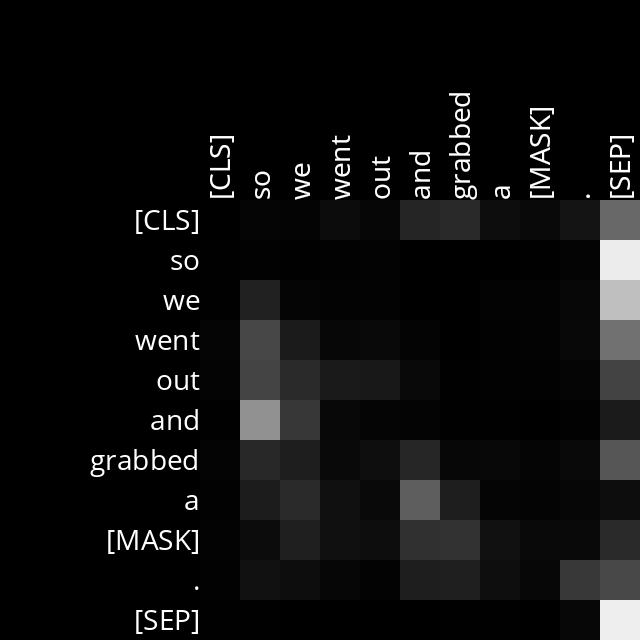 [CLS]
so
we
went
out
and
grabbed
a
[MASK]
.
[SEP]
[CLS]
so
we
went
out
and
grabbed
a
[MASK]
.
[SEP]